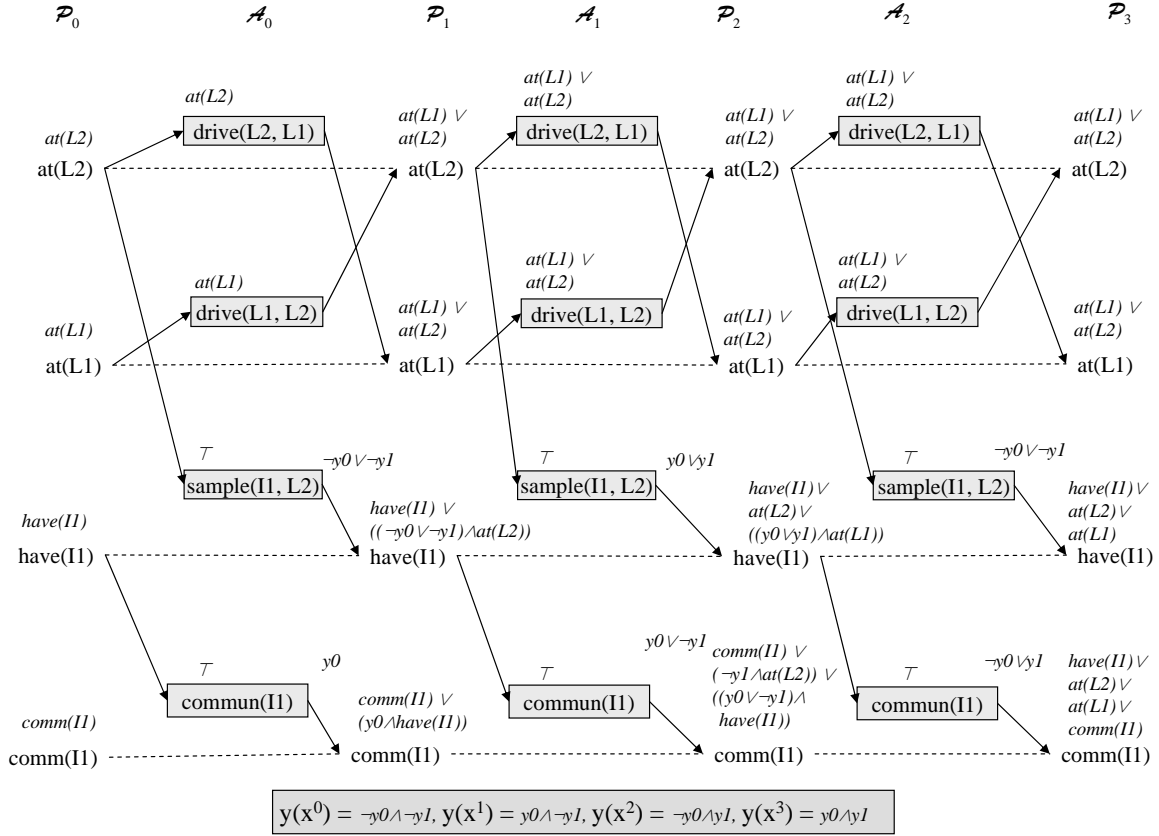 𝒫0 𝒜0 𝒫1 𝒜1 𝒫2 𝒜2 𝒫3
at(L2)
at(L2)
at(L1)
at(L1)
have(I1)
have(I1)
comm(I1)
comm(I1)
at(L2)
drive(L2, L1)
at(L1)
drive(L1, L2)
⊤ ¬y0∨¬y1
sample(I1, L2)
⊤ y0
commun(I1)
at(L1) ∨
at(L2)
at(L2)
at(L1) ∨
at(L2)
at(L1)
have(I1) ∨
((¬y0∨¬y1)∧at(L2))
have(I1)
comm(I1) ∨
(y0∧have(I1))
comm(I1)
at(L1) ∨
at(L2)
drive(L2, L1)
at(L1) ∨
at(L2)
drive(L1, L2)
⊤ y0∨y1
sample(I1, L2)
⊤ y0∨¬y1
commun(I1)
at(L1) ∨
at(L2)
at(L2)
at(L1) ∨
at(L2)
at(L1)
have(I1)∨
at(L2)∨
((y0∨y1)∧at(L1))
have(I1)
comm(I1) ∨
(¬y1∧at(L2)) ∨
((y0∨¬y1)∧
have(I1))
comm(I1)
at(L1) ∨
at(L2)
drive(L2, L1)
at(L1) ∨
at(L2)
drive(L1, L2)
⊤ ¬y0∨¬y1
sample(I1, L2)
⊤ ¬y0∨y1
commun(I1)
at(L1) ∨
at(L2)
at(L2)
at(L1) ∨
at(L2)
at(L1)
have(I1)∨
at(L2)∨
at(L1)
have(I1)
have(I1)∨
at(L2)∨
at(L1)∨
comm(I1)
comm(I1)
y(x⁰) = ¬y0∧¬y1, y(x¹) = y0∧¬y1, y(x²) = ¬y0∧y1, y(x³) = y0∧y1